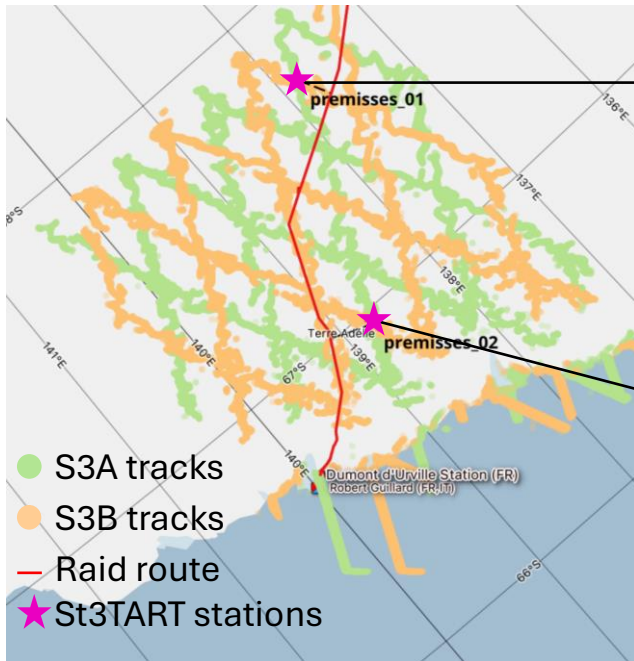 premisses_01
136°E
137°E
8°S
138°E
Terre Adélie
premisses_02
139°E
140°E
141°E
67°S
140°E
S3A tracks
Dumont d'Urville Station (FR)
Robert Guillard (FR,IT)
S3B tracks
Raid route
66°S
St3TART stations